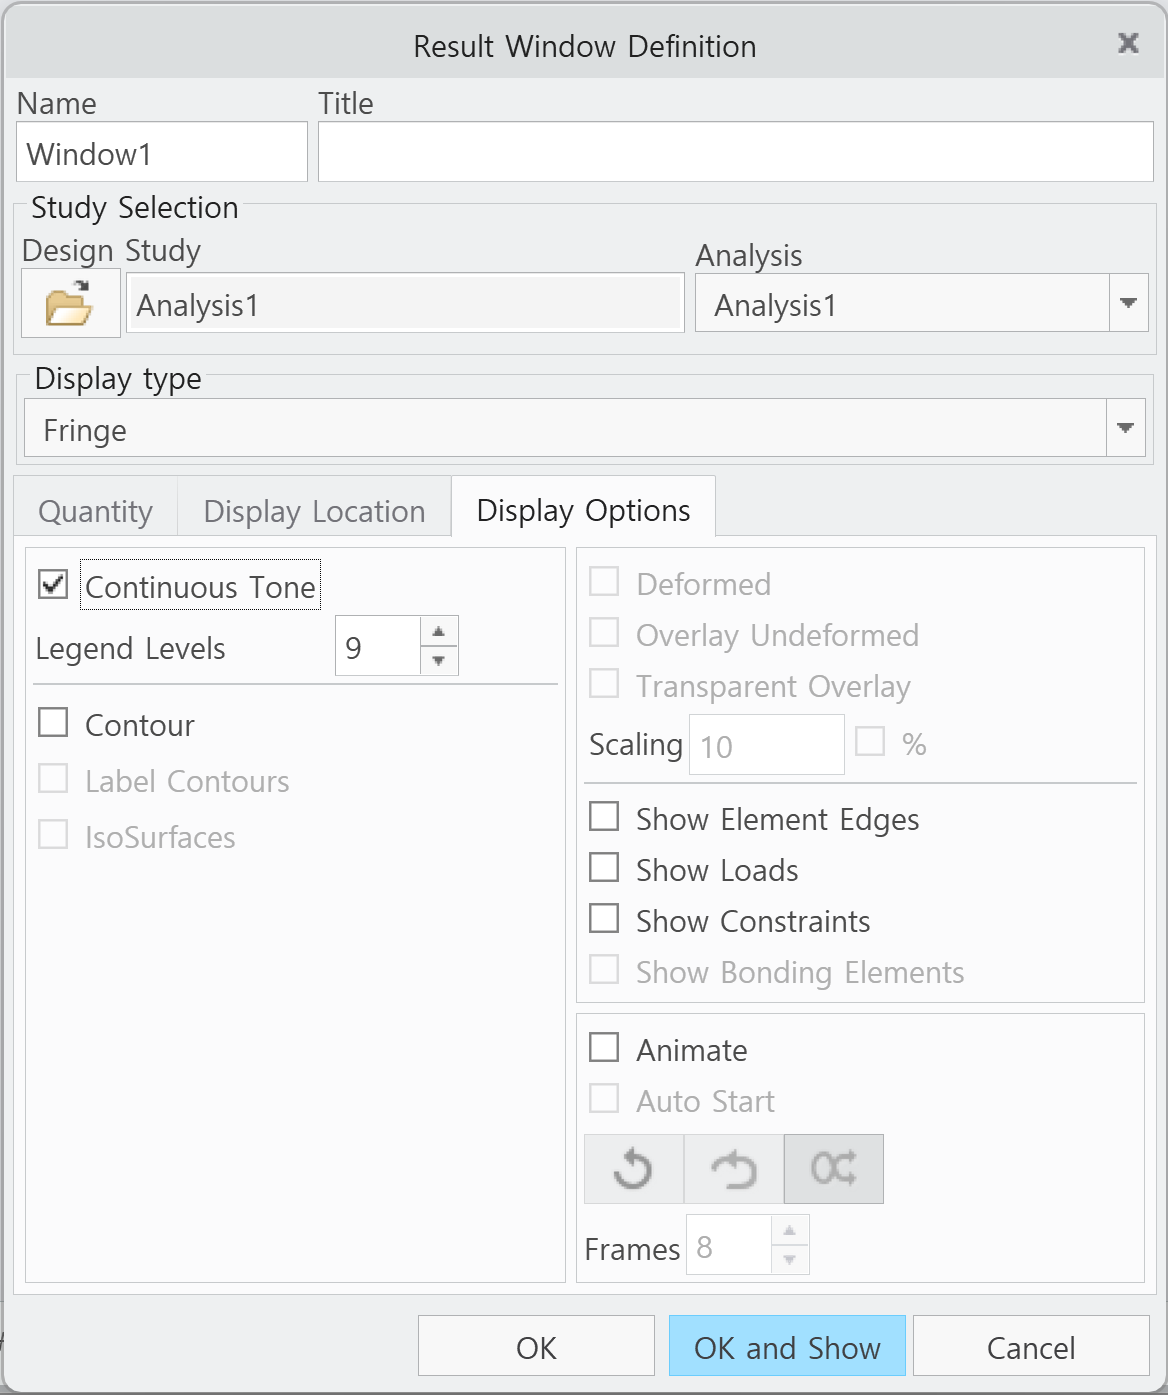 Result Window Definition
Name Title
Window1
Study Selection
Design Study Analysis
Analysis1 Analysis1
Display type
Fringe
Quantity Display Location Display Options
Continuous Tone
Legend Levels 9
Contour
Label Contours
IsoSurfaces
Deformed
Overlay Undeformed
Transparent Overlay
Scaling 10 %
Show Element Edges
Show Loads
Show Constraints
Show Bonding Elements
Animate
Auto Start
Frames 8
OK OK and Show Cancel